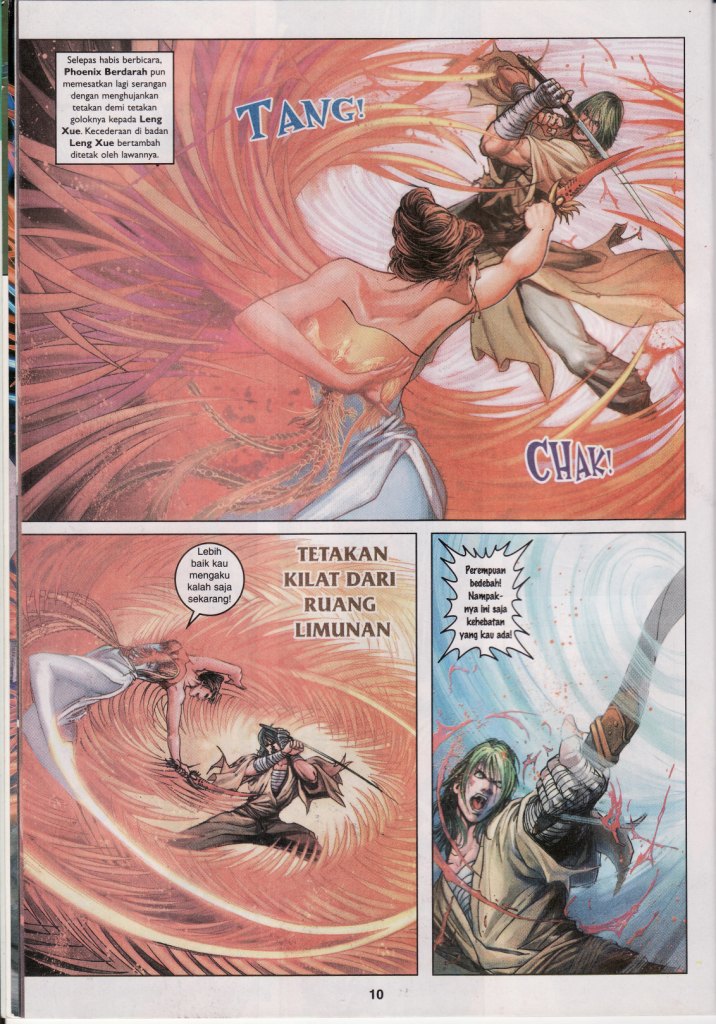 Selepas habis berbicara,
Phoenix Berdarah pun
memesatkan lagi serangan
dengan menghujankan
tetakan demi tetakan
goloknya kepada Leng
Xue. Kecederaan di badan
Leng Xue bertambah
ditetak oleh lawannya.
TANG!
CHAK!
Lebih
baik kau
mengaku
kalah saja
sekarang!
TETAKAN
KILAT DARI
RUANG
LIMUNAN
Perempuan
bedebah!
Nampak-
nya ini saja
kehebatan
yang kau ada!
10